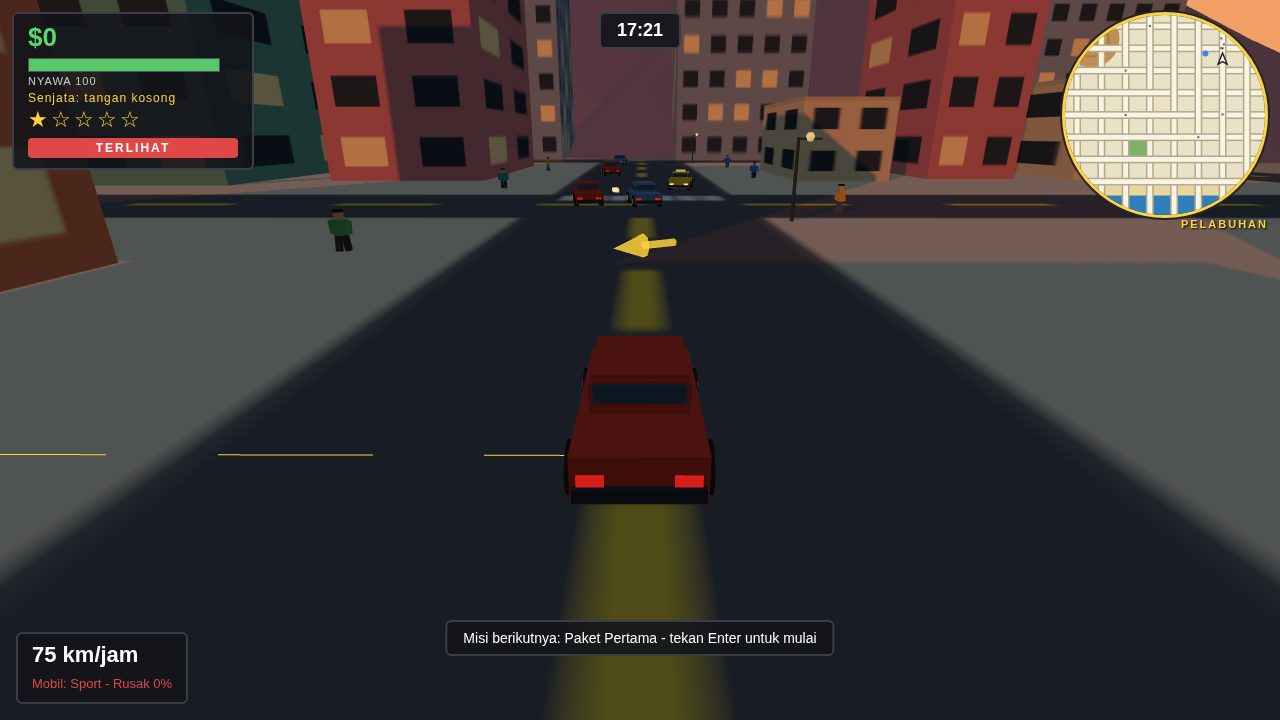 $0
17:21
NYAWA 100
Senjata: tangan kosong
TERLIHAT
PELABUHAN
Misi berikutnya: Paket Pertama - tekan Enter untuk mulai
75 km/jam
Mobil: Sport - Rusak 0%